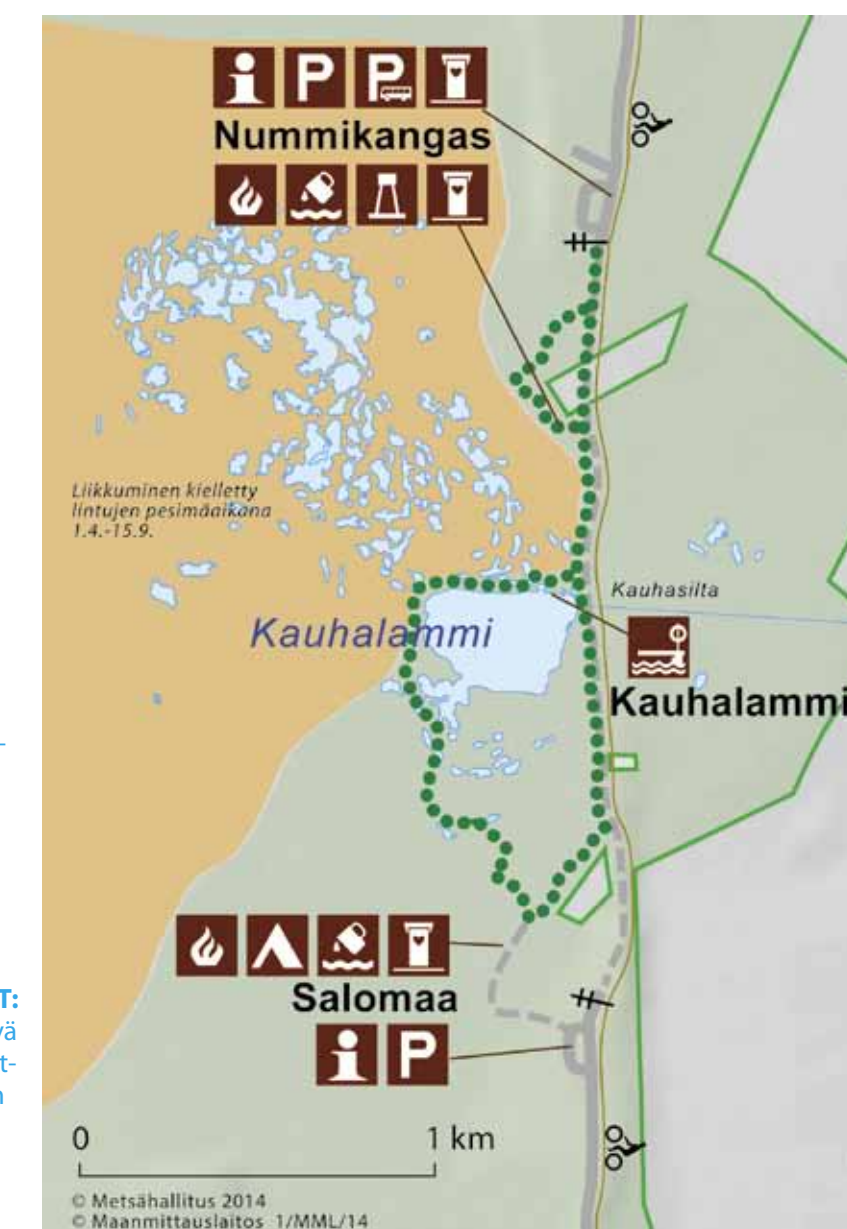 i P P
Nummikangas
Liikkuminen kielletty
lintujen pesimäaikana
1.4.-15.9.
Kauhasilta
Kauhalammi
Kauhalammi
-
T:
vä
t-
n
Salomaa
i P
0 1 km
© Metsähallitus 2014
© Maanmittauslaitos 1/MML/14